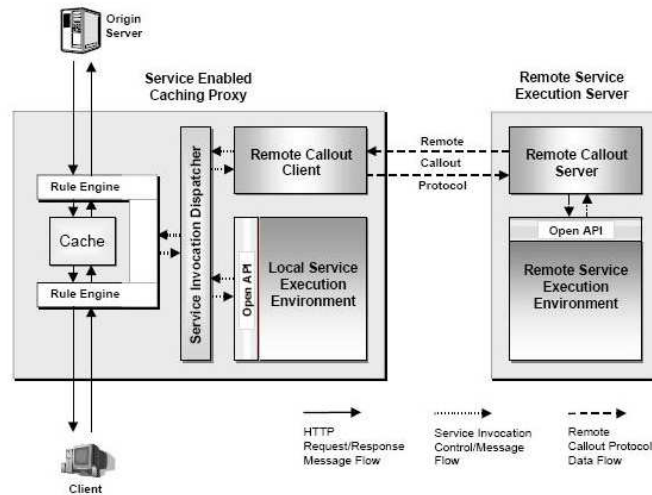 Origin
Server
Service Enabled
Caching Proxy
Remote Service
Execution Server
Rule Engine
Cache
Rule Engine
Service Invocation Dispatcher
Remote Callout
Client
Remote
Callout
Protocol
Remote Callout
Server
Open API
Local Service
Execution
Environment
Open API
Remote Service
Execution
Environment
HTTP
Request/Response
Message Flow
Service Invocation
Control/Message
Flow
Remote
Callout Protocol
Data Flow
Client